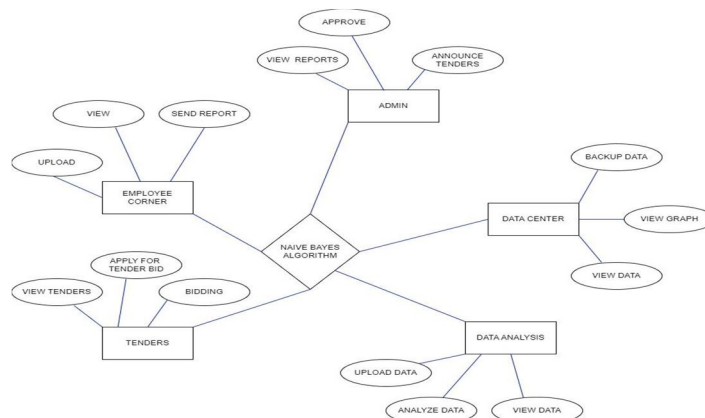 APPROVE
VIEW REPORTS
ANNOUNCE
TENDERS
ADMIN
VIEW
SEND REPORT
UPLOAD
EMPLOYEE
CORNER
BACKUP DATA
DATA CENTER
VIEW GRAPH
VIEW DATA
NAIVE BAYES
ALGORITHM
APPLY FOR
TENDER BID
VIEW TENDERS
BIDDING
TENDERS
DATA ANALYSIS
UPLOAD DATA
ANALYZE DATA
VIEW DATA